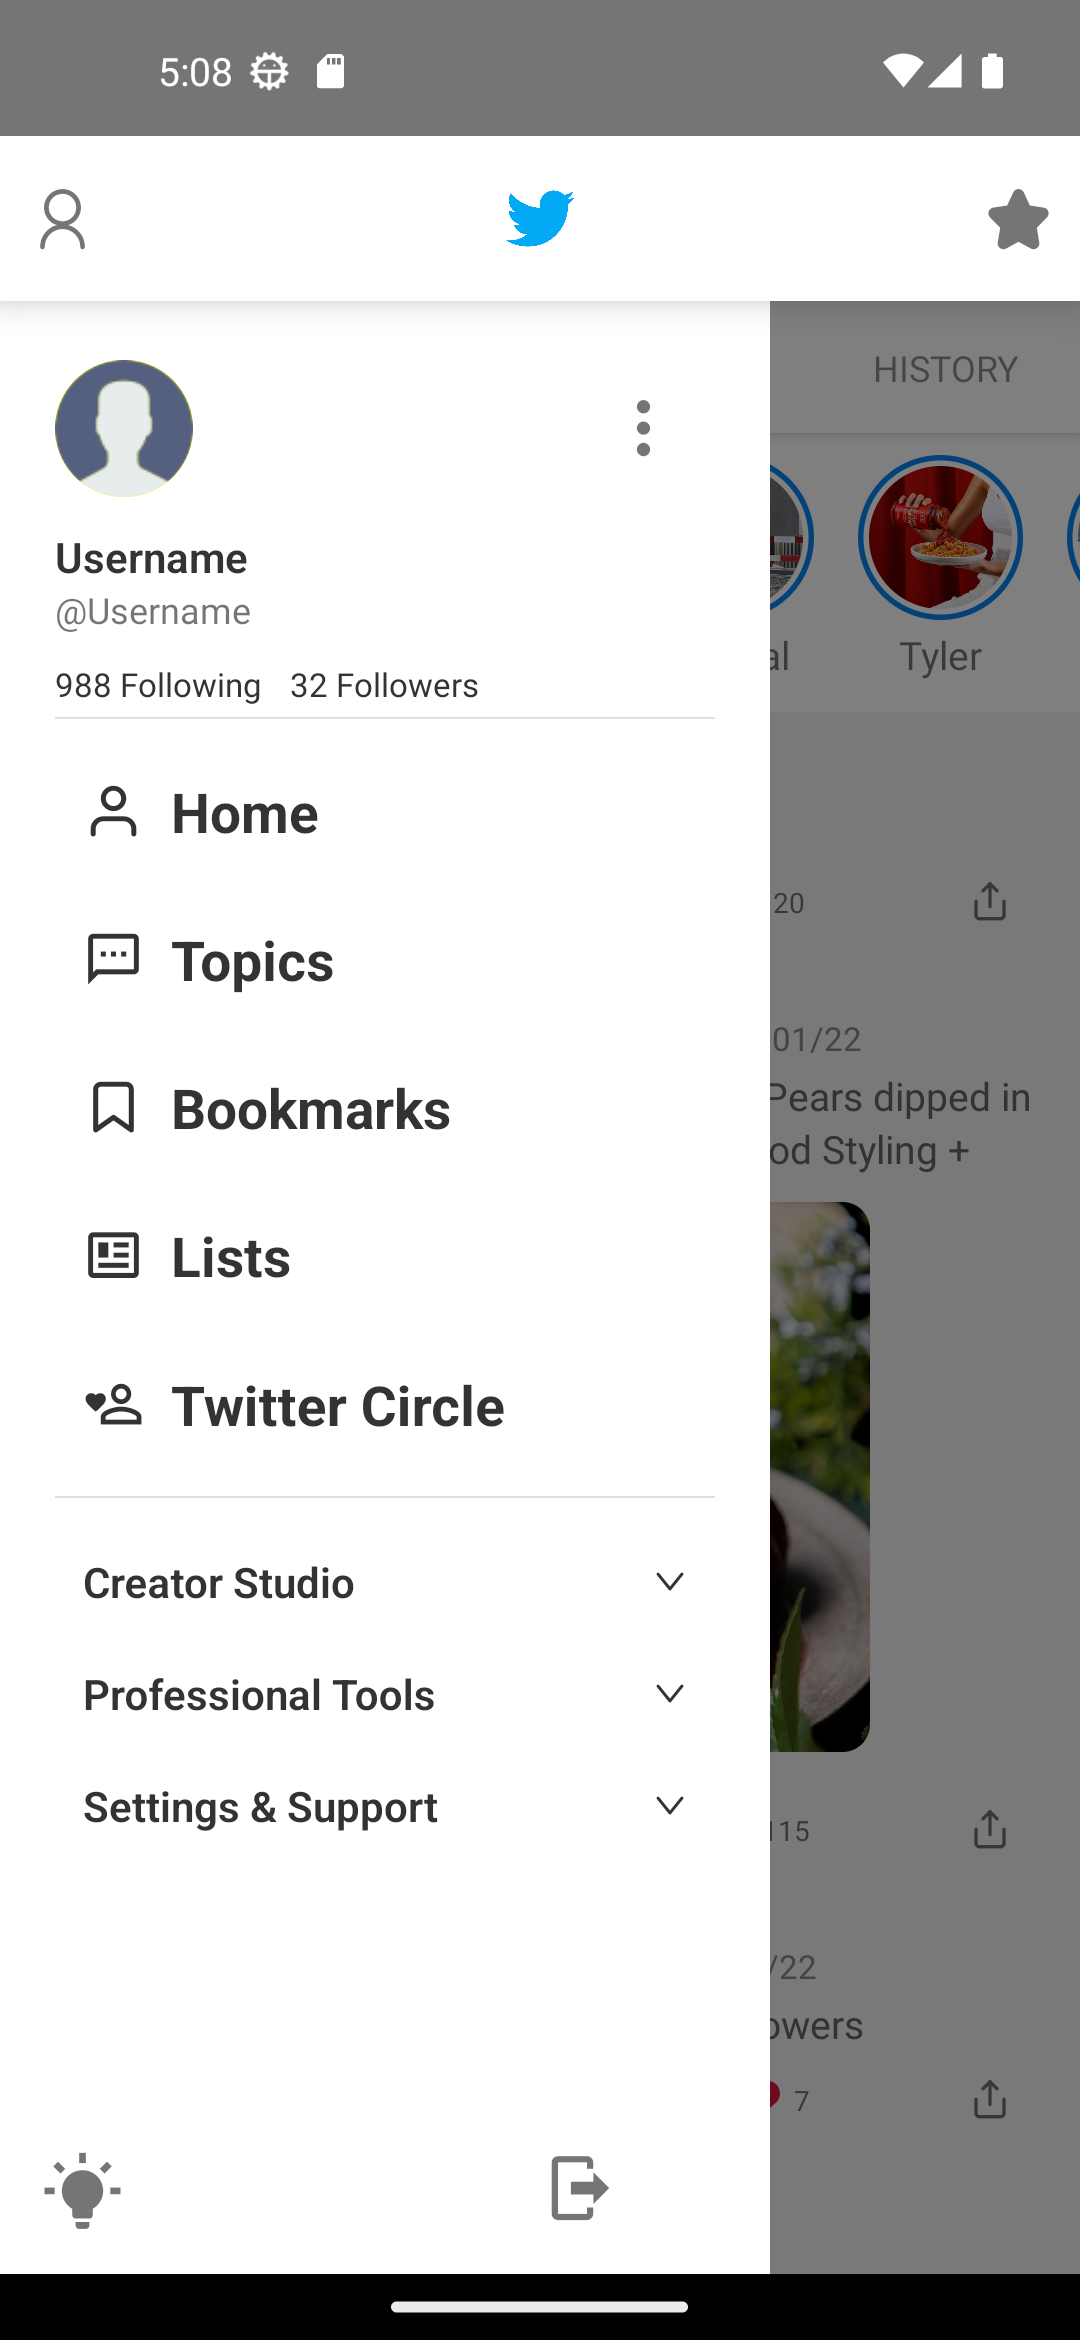 5:08
HISTORY
Username
@Username
988 Following 32 Followers
al
Tyler
Home
20
Topics
01/22
Bookmarks
Pears dipped in
od Styling +
Lists
Twitter Circle
Creator Studio
Professional Tools
Settings & Support
115
/22
owers
7